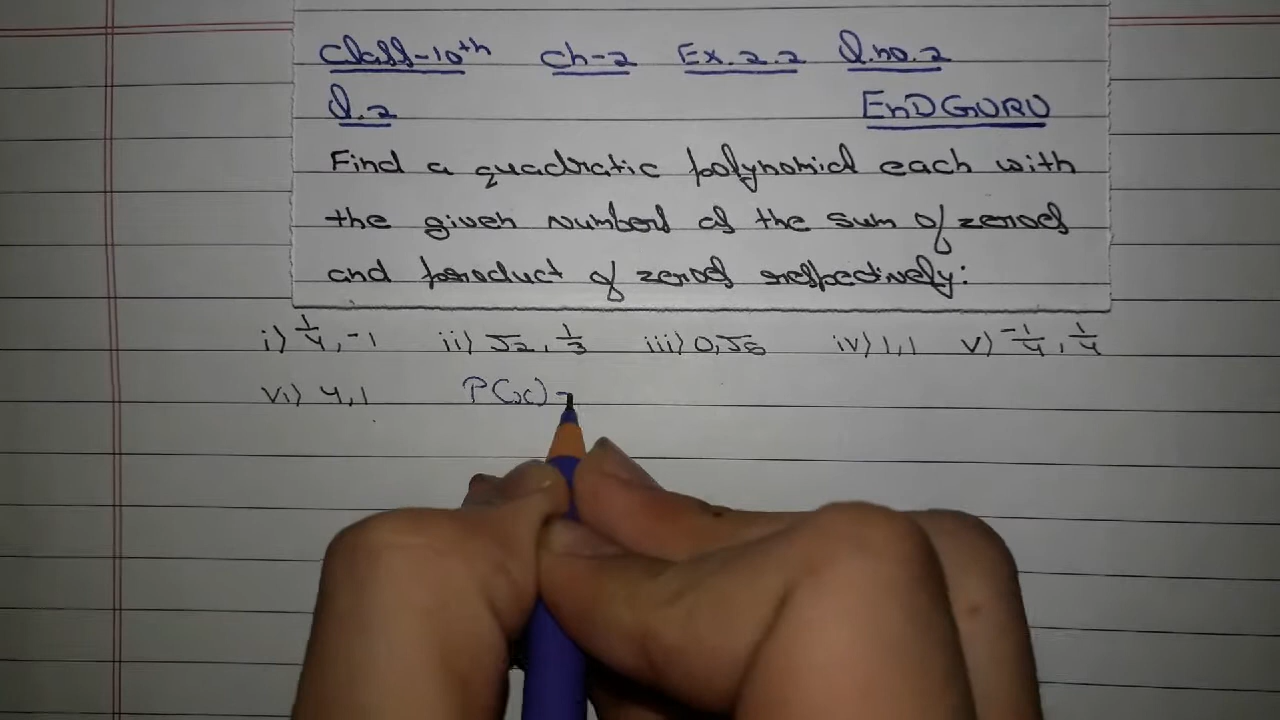 Class-10th Ch-2 Ex.2.2 Q.no.2
Q.2 EnDGURU
Find a quadratic polynomial each with
the given numbers as the sum of zeroes
and product of zeroes respectively:
i) 1/4, -1 ii) √2, 1/3 iii) 0, √5 iv) 1, 1 v) -1/4, 1/4
vi) 4, 1 P(x) =